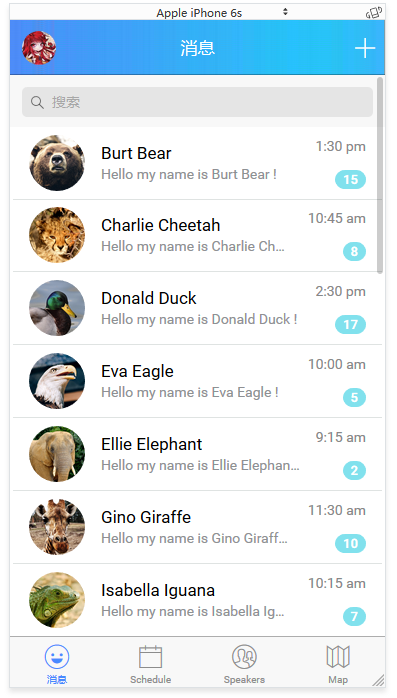 Apple iPhone 6s
消息
搜索
Burt Bear 1:30 pm
Hello my name is Burt Bear ! 15
Charlie Cheetah 10:45 am
Hello my name is Charlie Ch... 8
Donald Duck 2:30 pm
Hello my name is Donald Duck ! 17
Eva Eagle 10:00 am
Hello my name is Eva Eagle ! 5
Ellie Elephant 9:15 am
Hello my name is Ellie Elephan... 2
Gino Giraffe 11:30 am
Hello my name is Gino Giraff... 10
Isabella Iguana 10:15 am
Hello my name is Isabella Ig... 7
消息 Schedule Speakers Map